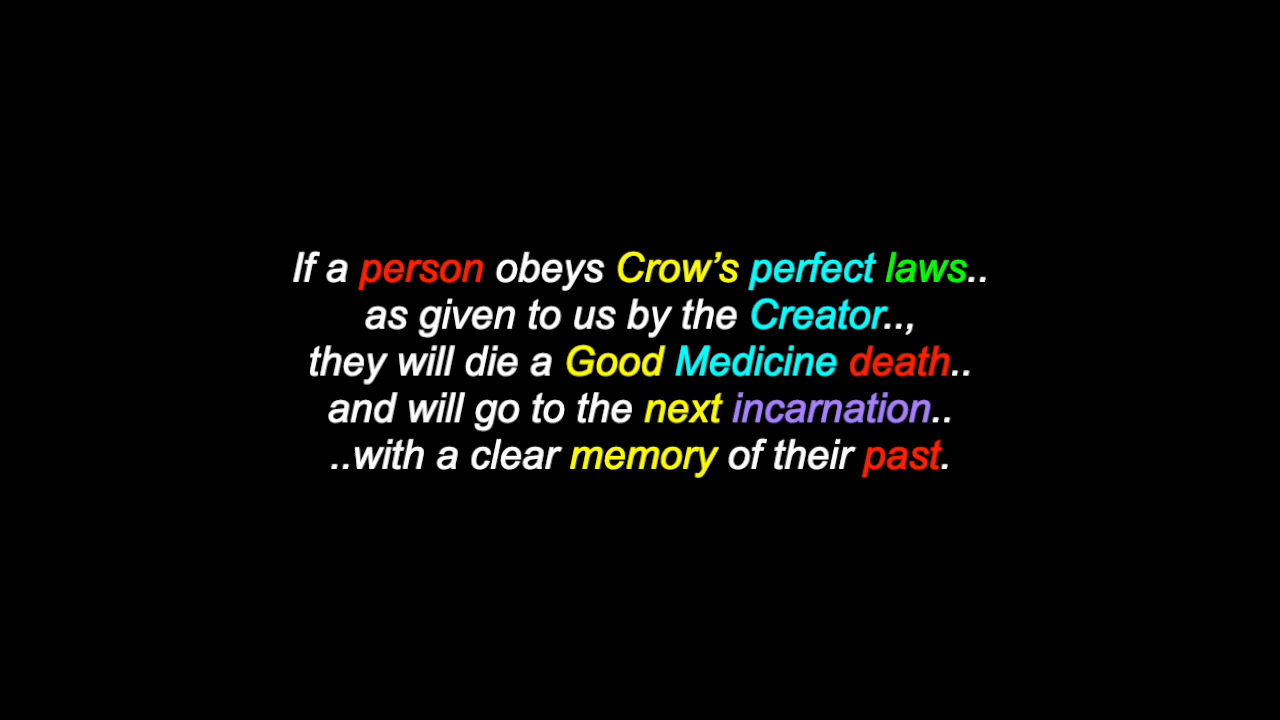 If a person obeys Crow’s perfect laws..
as given to us by the Creator..,
they will die a Good Medicine death..
and will go to the next incarnation..
..with a clear memory of their past.